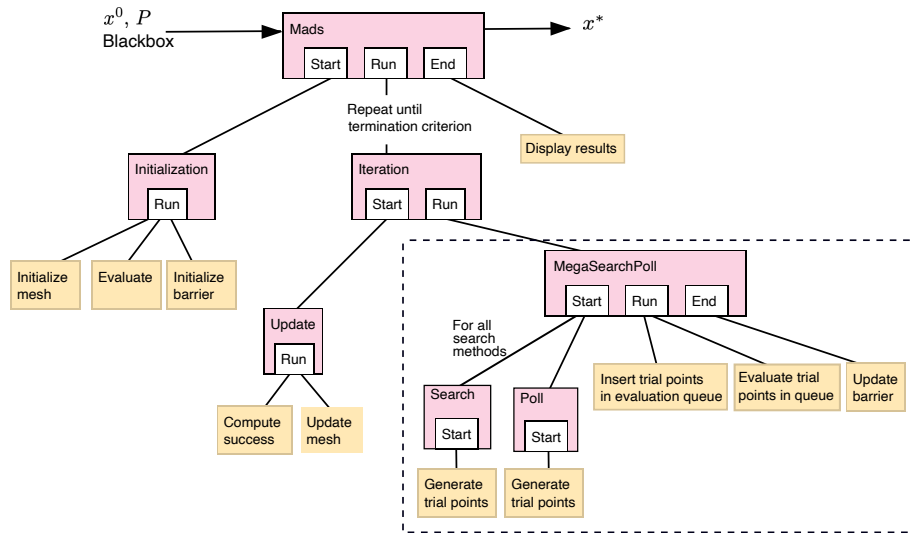 x^0, P
Blackbox
Mads
x^*
Start
Run
End
Repeat until
termination criterion
Display results
Initialization
Run
Iteration
Start
Run
Initialize
mesh
Evaluate
Initialize
barrier
MegaSearchPoll
Start
Run
End
Update
Run
For all
search
methods
Compute
success
Update
mesh
Search
Start
Poll
Start
Insert trial points
in evaluation queue
Evaluate trial
points in queue
Update
barrier
Generate
trial points
Generate
trial points